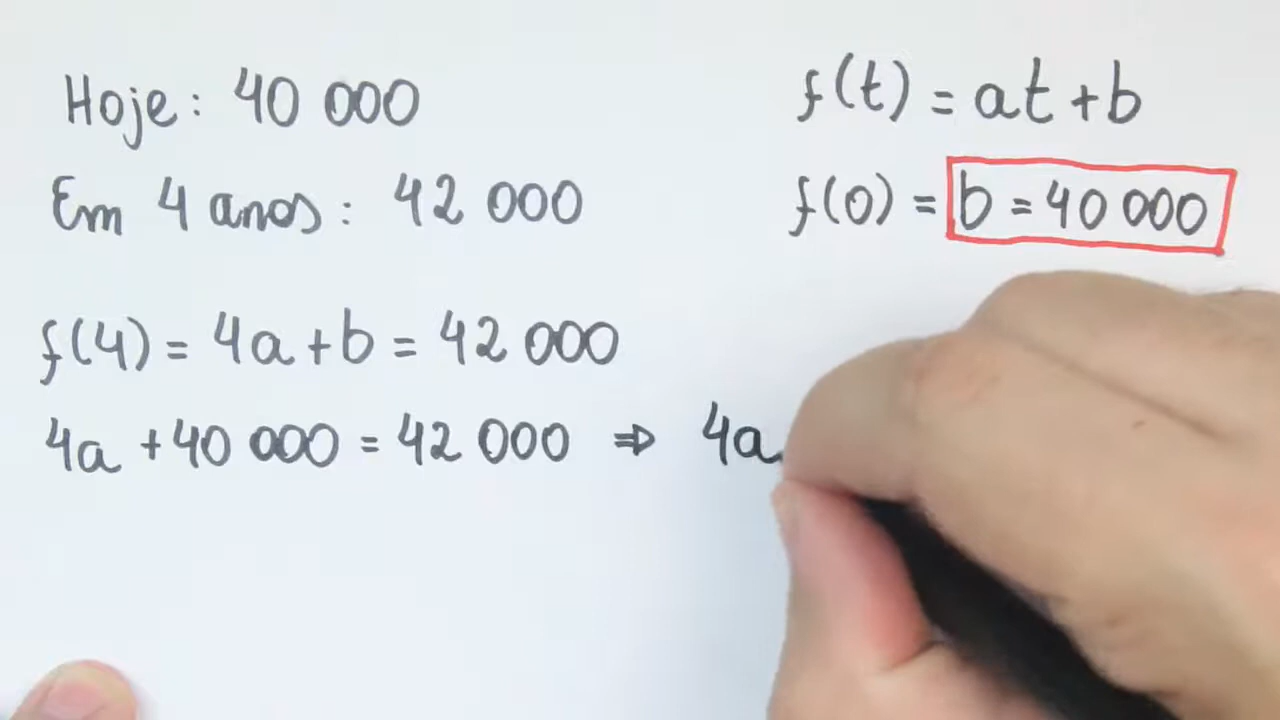 Hoje: 40 000
Em 4 anos: 42 000
f(t) = at + b
f(0) = b = 40 000
f(4) = 4a + b = 42 000
4a + 40 000 = 42 000 ⇒ 4a